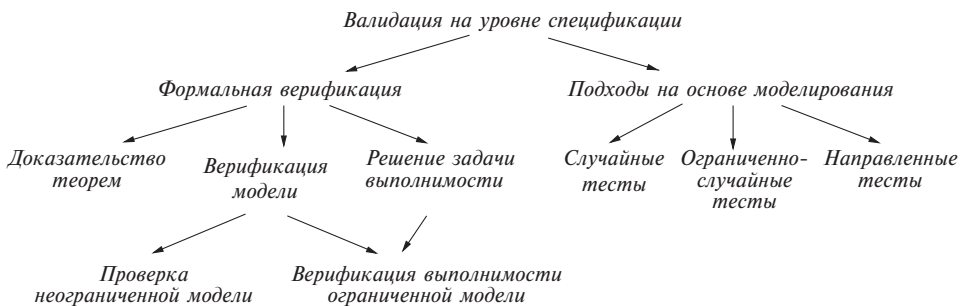 Валидация на уровне спецификации
Формальная верификация
Подходы на основе моделирования
Доказательство
теорем
Верификация
модели
Решение задачи
выполнимости
Случайные
тесты
Ограниченно-
случайные
тесты
Направленные
тесты
Проверка
неограниченной модели
Верификация выполнимости
ограниченной модели